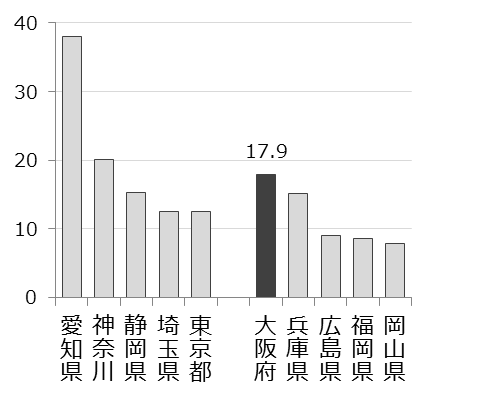 40
30
20
10
0
17.9
愛知県
神奈川
静岡県
埼玉県
東京都
大阪府
兵庫県
広島県
福岡県
岡山県